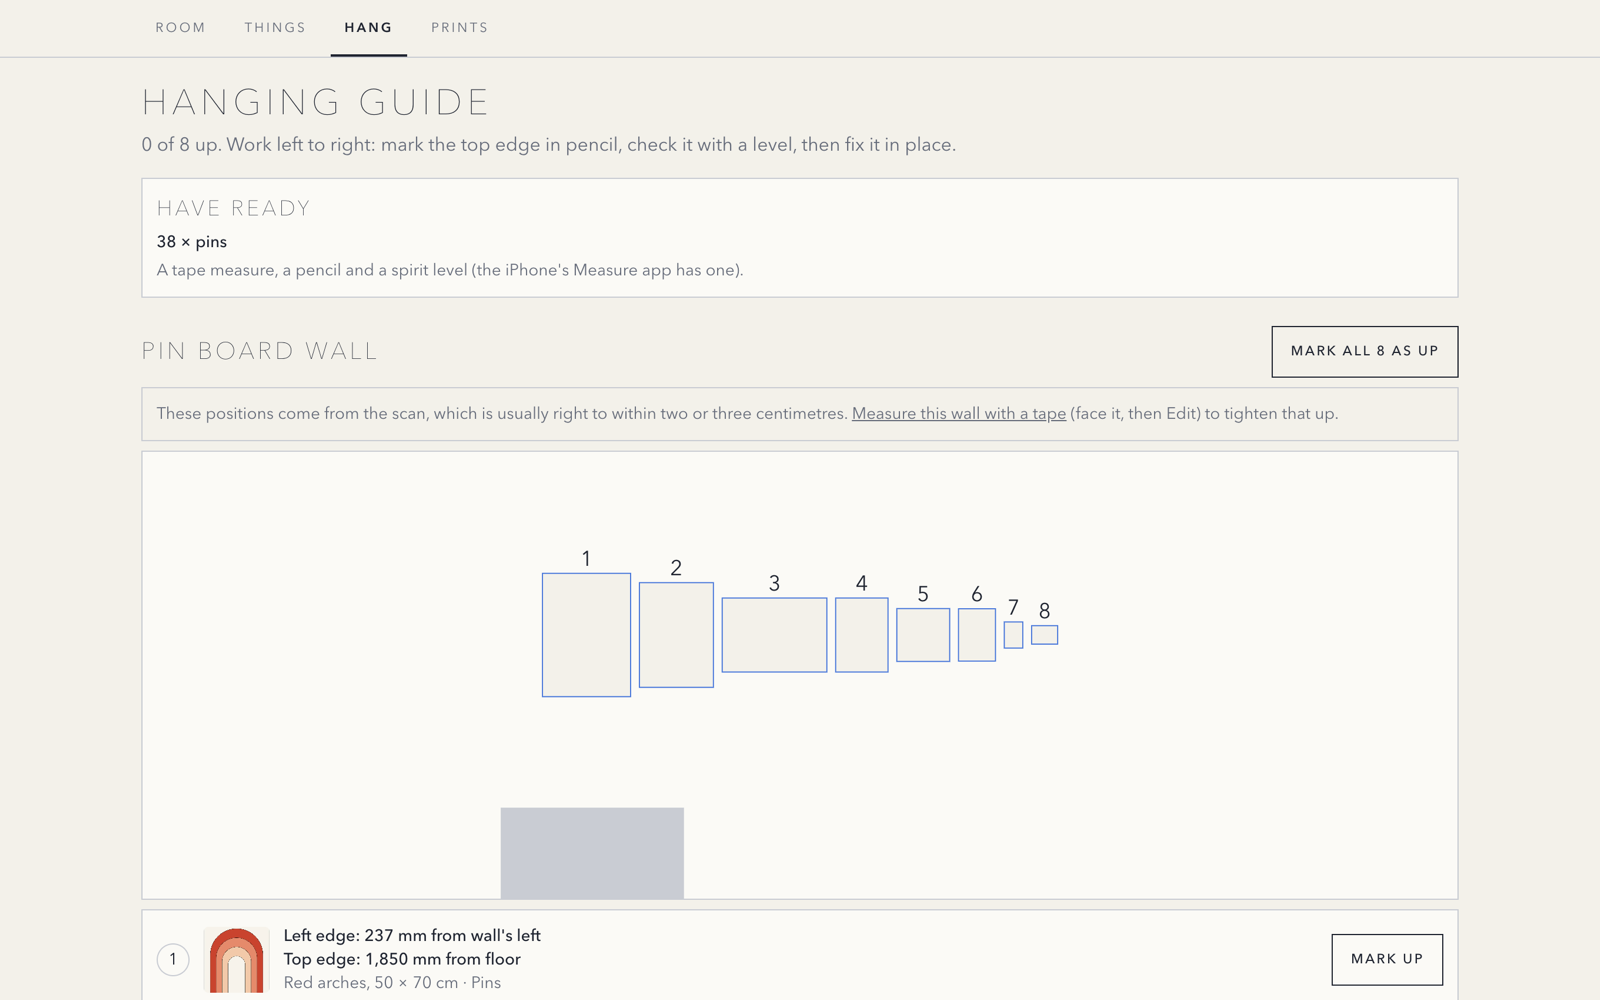 ROOM THINGS HANG PRINTS
HANGING GUIDE
0 of 8 up. Work left to right: mark the top edge in pencil, check it with a level, then fix it in place.
HAVE READY
38 × pins
A tape measure, a pencil and a spirit level (the iPhone's Measure app has one).
PIN BOARD WALL
MARK ALL 8 AS UP
These positions come from the scan, which is usually right to within two or three centimetres. Measure this wall with a tape (face it, then Edit) to tighten that up.
1 2 3 4 5 6 7 8
1
Left edge: 237 mm from wall's left
Top edge: 1,850 mm from floor
Red arches, 50 × 70 cm · Pins
MARK UP